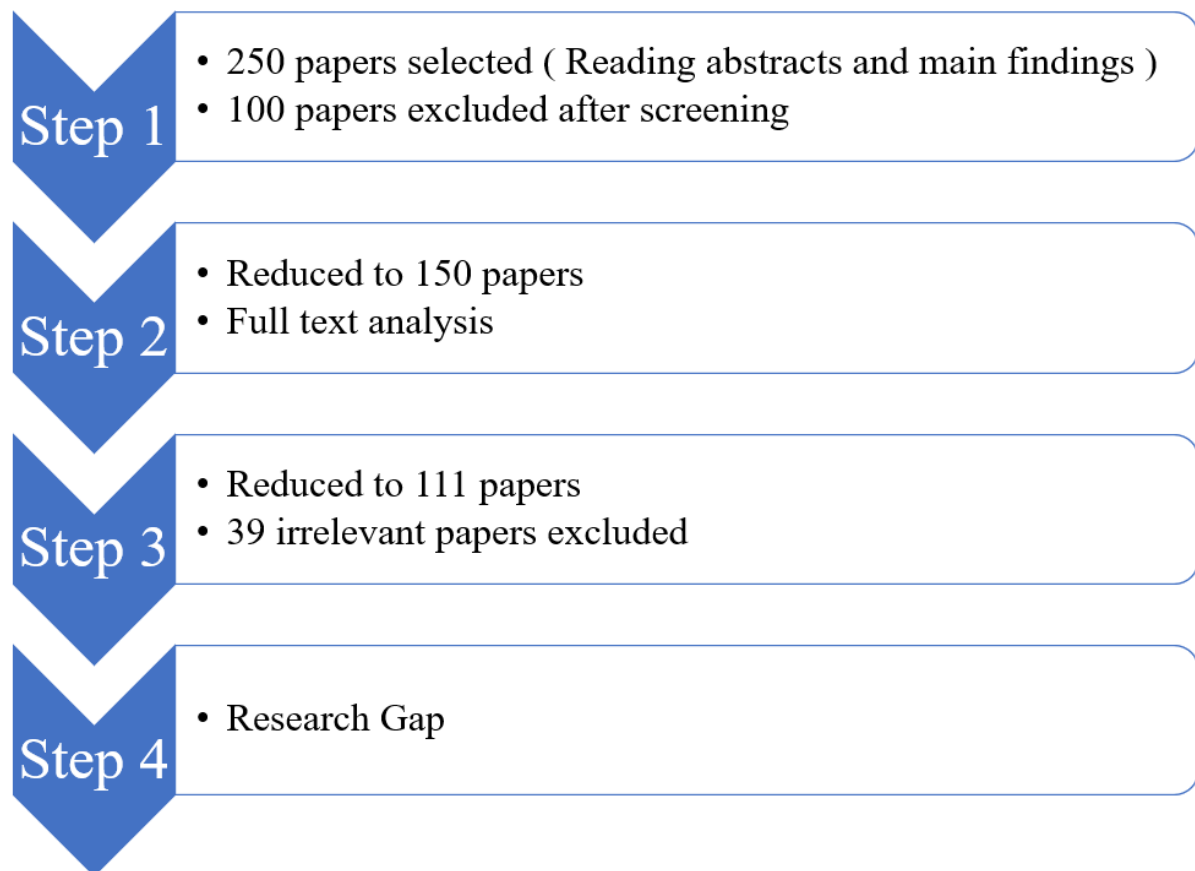 Step 1
• 250 papers selected ( Reading abstracts and main findings )
• 100 papers excluded after screening
Step 2
• Reduced to 150 papers
• Full text analysis
Step 3
• Reduced to 111 papers
• 39 irrelevant papers excluded
Step 4
• Research Gap